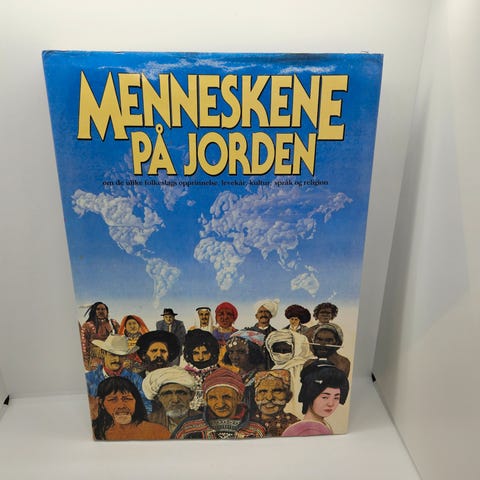 MENNESKENE
PÅ JORDEN
om de ulike folkeslags opprinnelse, levekår, kultur, språk og religion